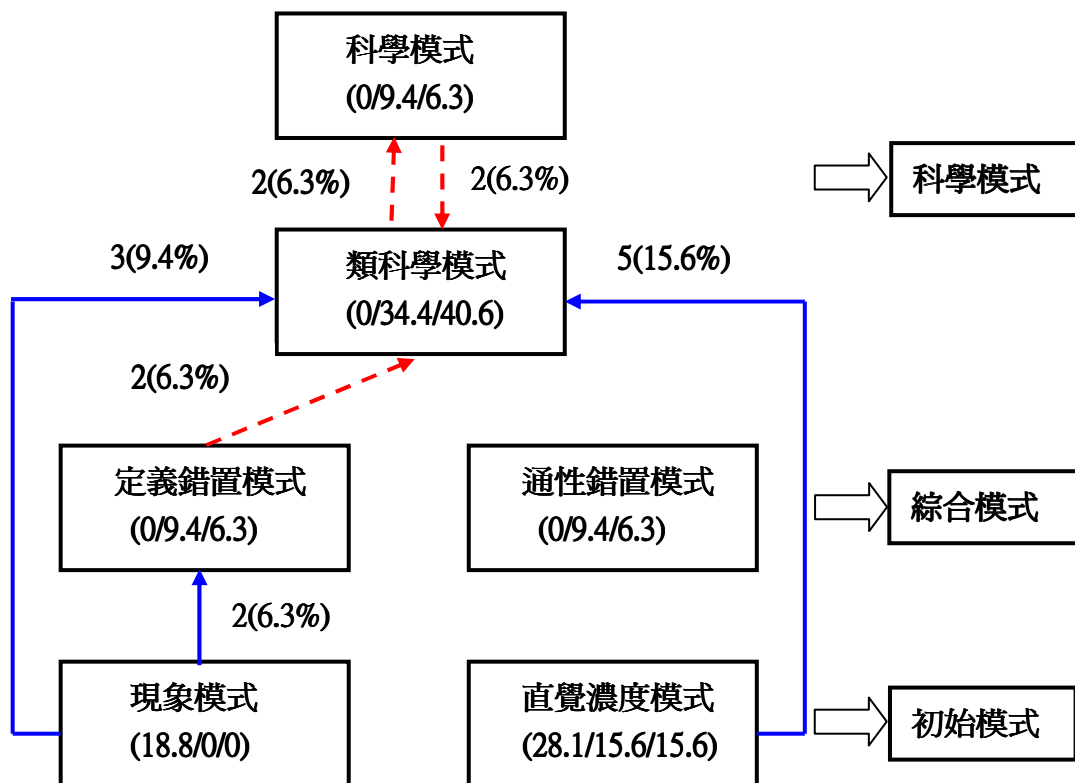 科學模式
(0/9.4/6.3)
2(6.3%)
2(6.3%)
科學模式
3(9.4%)
類科學模式
(0/34.4/40.6)
5(15.6%)
2(6.3%)
定義錯置模式
(0/9.4/6.3)
通性錯置模式
(0/9.4/6.3)
綜合模式
2(6.3%)
現象模式
(18.8/0/0)
直覺濃度模式
(28.1/15.6/15.6)
初始模式